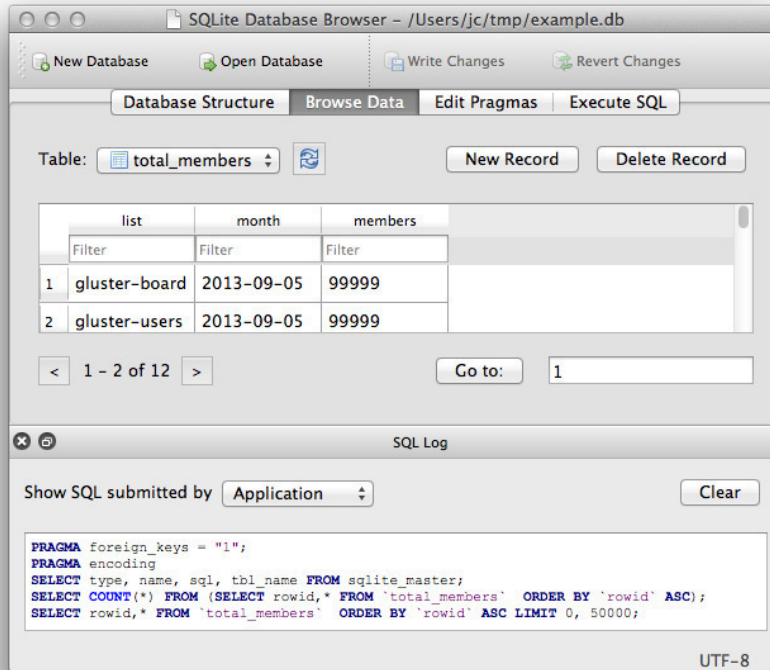 SQLite Database Browser - /Users/jc/tmp/example.db
New Database Open Database Write Changes Revert Changes
Database Structure Browse Data Edit Pragmas Execute SQL
Table: total_members New Record Delete Record
list month members
Filter Filter Filter
1 gluster-board 2013-09-05 99999
2 gluster-users 2013-09-05 99999
< 1 - 2 of 12 > Go to: 1
SQL Log
Show SQL submitted by Application Clear
PRAGMA foreign_keys = "1";
PRAGMA encoding
SELECT type, name, sql, tbl_name FROM sqlite_master;
SELECT COUNT(*) FROM (SELECT rowid,* FROM `total_members`  ORDER BY `rowid` ASC);
SELECT rowid,* FROM `total_members`  ORDER BY `rowid` ASC LIMIT 0, 50000;
UTF-8